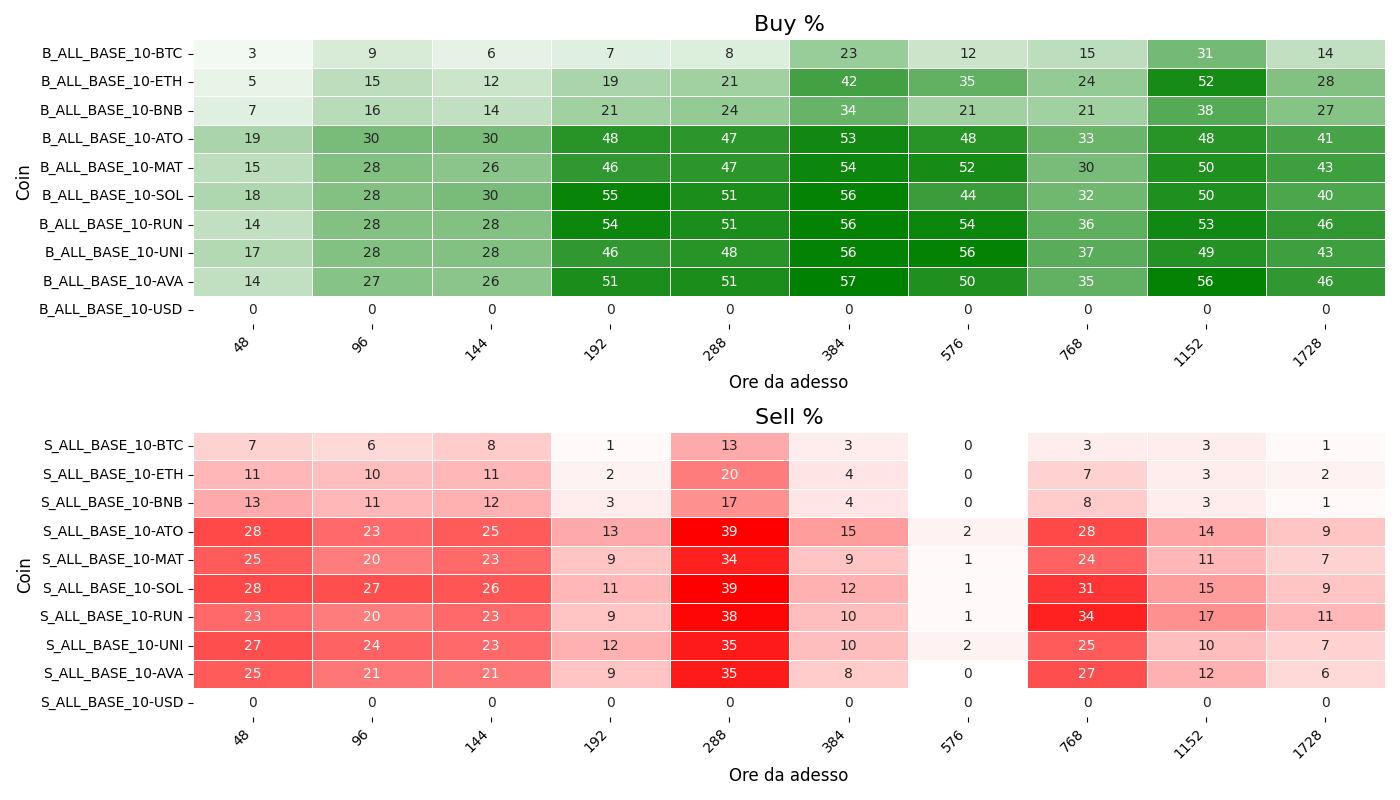 Buy %
Coin
B_ALL_BASE_10-BTC 3 9 6 7 8 23 12 15 31 14
B_ALL_BASE_10-ETH 5 15 12 19 21 42 35 24 52 28
B_ALL_BASE_10-BNB 7 16 14 21 24 34 21 21 38 27
B_ALL_BASE_10-ATO 19 30 30 48 47 53 48 33 48 41
B_ALL_BASE_10-MAT 15 28 26 46 47 54 52 30 50 43
B_ALL_BASE_10-SOL 18 28 30 55 51 56 44 32 50 40
B_ALL_BASE_10-RUN 14 28 28 54 51 56 54 36 53 46
B_ALL_BASE_10-UNI 17 28 28 46 48 56 56 37 49 43
B_ALL_BASE_10-AVA 14 27 26 51 51 57 50 35 56 46
B_ALL_BASE_10-USD 0 0 0 0 0 0 0 0 0 0
48 96 144 192 288 384 576 768 1152 1728
Ore da adesso
Sell %
Coin
S_ALL_BASE_10-BTC 7 6 8 1 13 3 0 3 3 1
S_ALL_BASE_10-ETH 11 10 11 2 20 4 0 7 3 2
S_ALL_BASE_10-BNB 13 11 12 3 17 4 0 8 3 1
S_ALL_BASE_10-ATO 28 23 25 13 39 15 2 28 14 9
S_ALL_BASE_10-MAT 25 20 23 9 34 9 1 24 11 7
S_ALL_BASE_10-SOL 28 27 26 11 39 12 1 31 15 9
S_ALL_BASE_10-RUN 23 20 23 9 38 10 1 34 17 11
S_ALL_BASE_10-UNI 27 24 23 12 35 10 2 25 10 7
S_ALL_BASE_10-AVA 25 21 21 9 35 8 0 27 12 6
S_ALL_BASE_10-USD 0 0 0 0 0 0 0 0 0 0
48 96 144 192 288 384 576 768 1152 1728
Ore da adesso